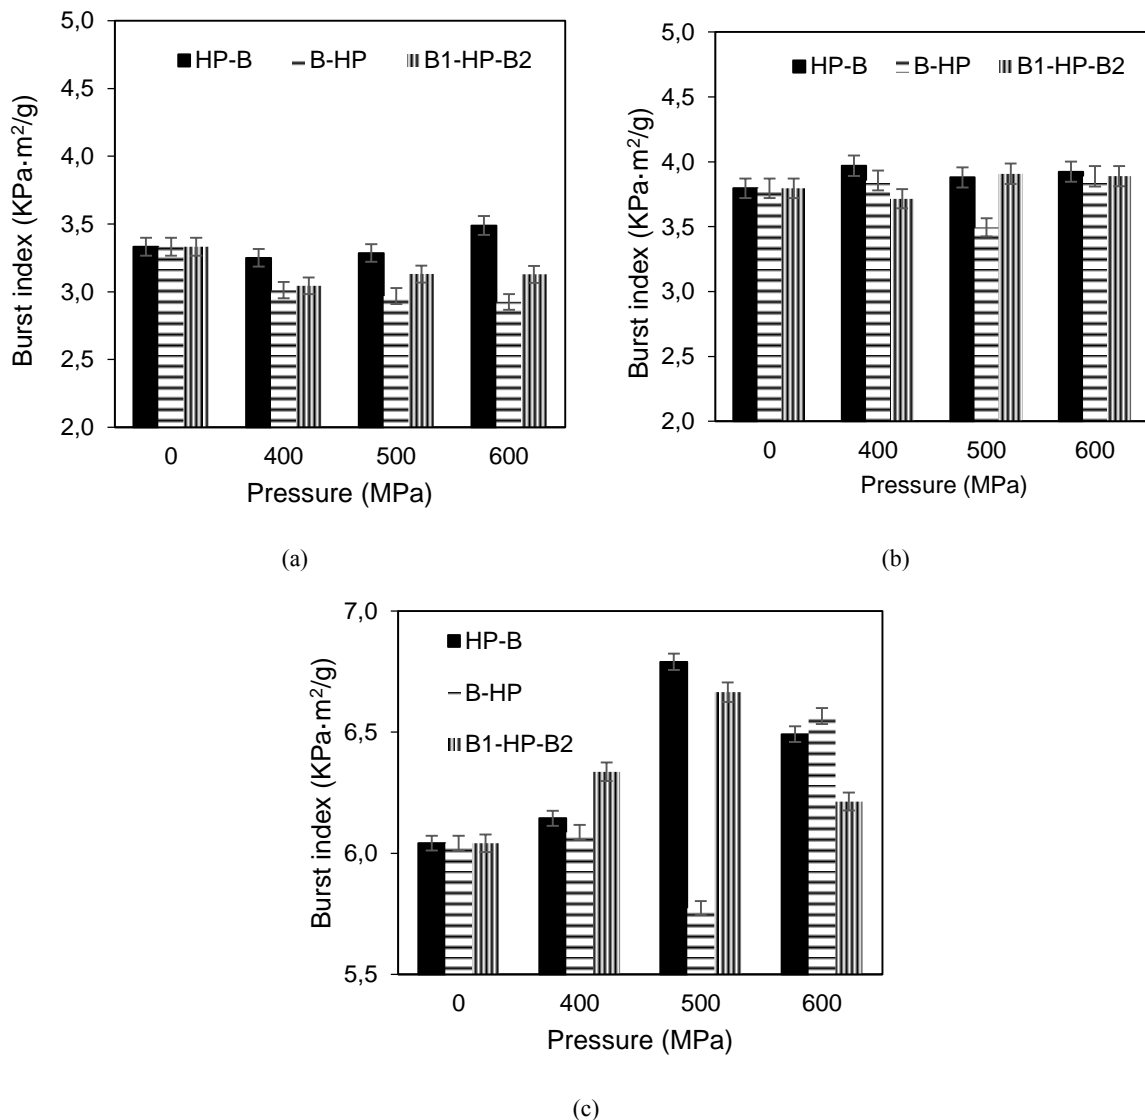 5,0
4,5
4,0
3,5
3,0
2,5
2,0
Burst index (KPa·m²/g)
HP-B B-HP B1-HP-B2
0 400 500 600
Pressure (MPa)
(a)
5,0
4,5
4,0
3,5
3,0
2,5
2,0
Burst index (KPa·m²/g)
HP-B B-HP B1-HP-B2
0 400 500 600
Pressure (MPa)
(b)
7,0
6,5
6,0
5,5
Burst index (KPa·m²/g)
HP-B
B-HP
B1-HP-B2
0 400 500 600
Pressure (MPa)
(c)